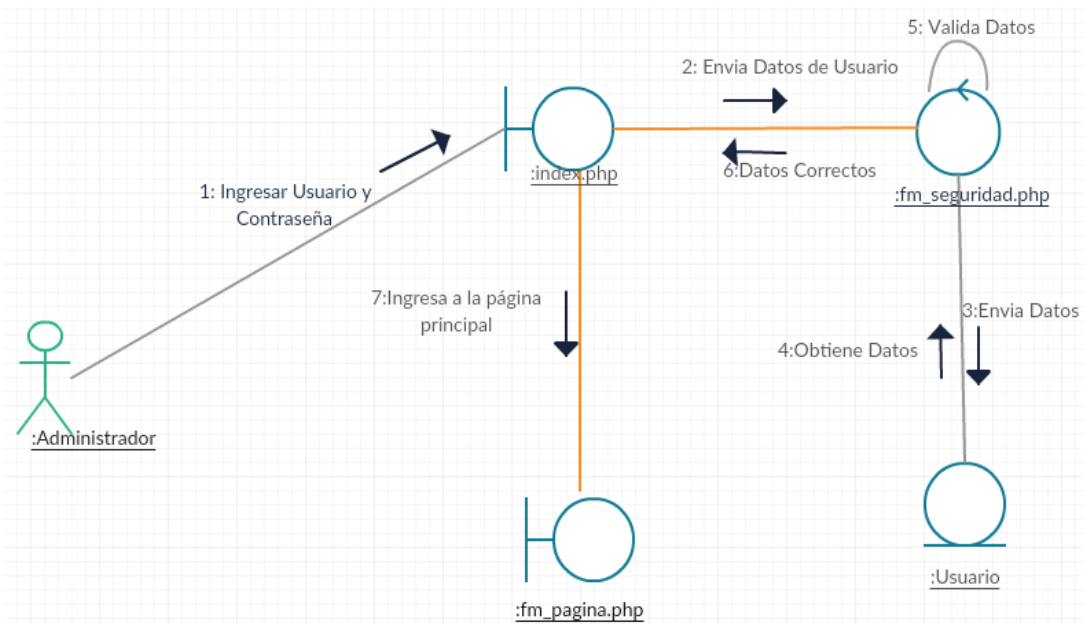 5: Valida Datos
2: Envia Datos de Usuario
:index.php
6:Datos Correctos
:fm_seguridad.php
1: Ingresar Usuario y
Contraseña
7:Ingresa a la página
principal
3:Envia Datos
4:Obtiene Datos
:Administrador
:Usuario
:fm_pagina.php